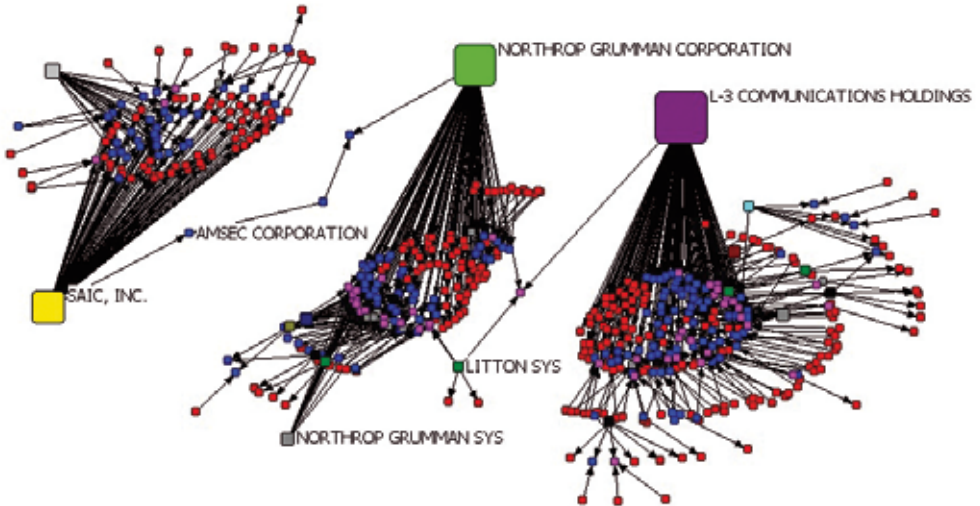 NORTHROP GRUMMAN CORPORATION
L-3 COMMUNICATIONS HOLDINGS
AMSEC CORPORATION
SAIC, INC.
LITTON SYS
NORTHROP GRUMMAN SYS